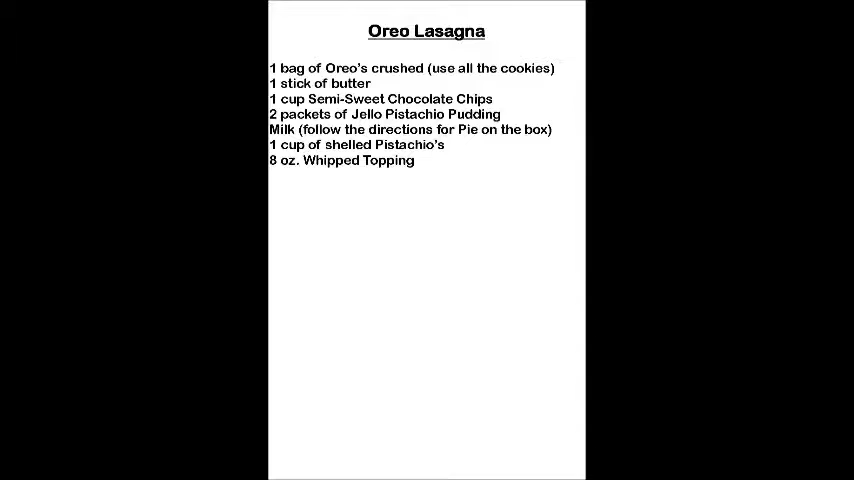 Oreo Lasagna
1 bag of Oreo's crushed (use all the cookies)
1 stick of butter
1 cup Semi-Sweet Chocolate Chips
2 packets of Jello Pistachio Pudding
Milk (follow the directions for Pie on the box)
1 cup of shelled Pistachio's
8 oz. Whipped Topping